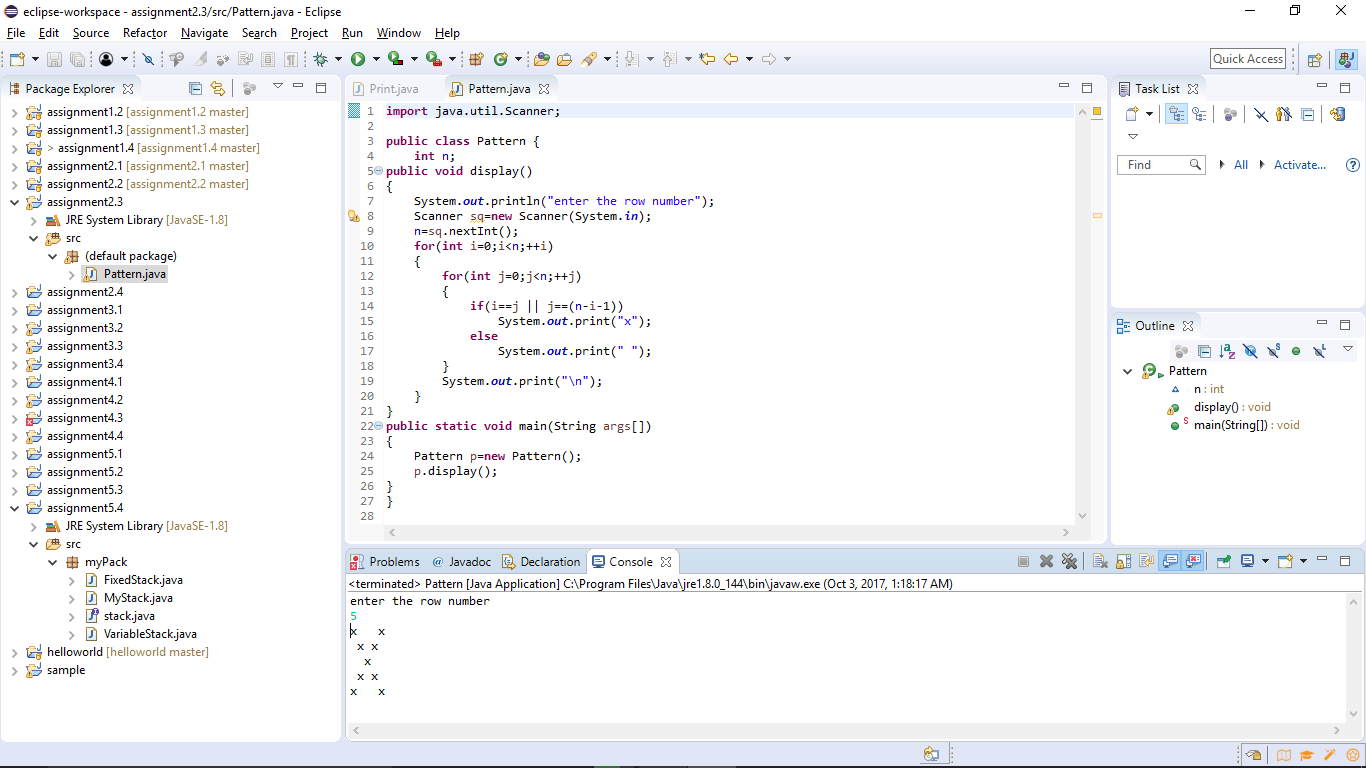 eclipse-workspace - assignment2.3/src/Pattern.java - Eclipse
File Edit Source Refactor Navigate Search Project Run Window Help
Quick Access
Package Explorer
assignment1.2 [assignment1.2 master]
assignment1.3 [assignment1.3 master]
> assignment1.4 [assignment1.4 master]
assignment2.1 [assignment2.1 master]
assignment2.2 [assignment2.2 master]
assignment2.3
JRE System Library [JavaSE-1.8]
src
(default package)
Pattern.java
assignment2.4
assignment3.1
assignment3.2
assignment3.3
assignment3.4
assignment4.1
assignment4.2
assignment4.3
assignment4.4
assignment5.1
assignment5.2
assignment5.3
assignment5.4
JRE System Library [JavaSE-1.8]
src
myPack
FixedStack.java
MyStack.java
stack.java
VariableStack.java
helloworld [helloworld master]
sample
Print.java Pattern.java
1 import java.util.Scanner;
2
3 public class Pattern {
4     int n;
5 public void display()
6 {
7     System.out.println("enter the row number");
8     Scanner sq=new Scanner(System.in);
9     n=sq.nextInt();
10     for(int i=0;i<n;++i)
11     {
12         for(int j=0;j<n;++j)
13         {
14             if(i==j || j==(n-i-1))
15                 System.out.print("x");
16             else
17                 System.out.print(" ");
18         }
19         System.out.print("\n");
20     }
21 }
22 public static void main(String args[])
23 {
24     Pattern p=new Pattern();
25     p.display();
26 }
27 }
28
Task List
Find All Activate...
Outline
Pattern
n : int
display() : void
main(String[]) : void
Problems @ Javadoc Declaration Console
<terminated> Pattern [Java Application] C:\Program Files\Java\jre1.8.0_144\bin\javaw.exe (Oct 3, 2017, 1:18:17 AM)
enter the row number
5
x   x
 x x
  x
 x x
x   x